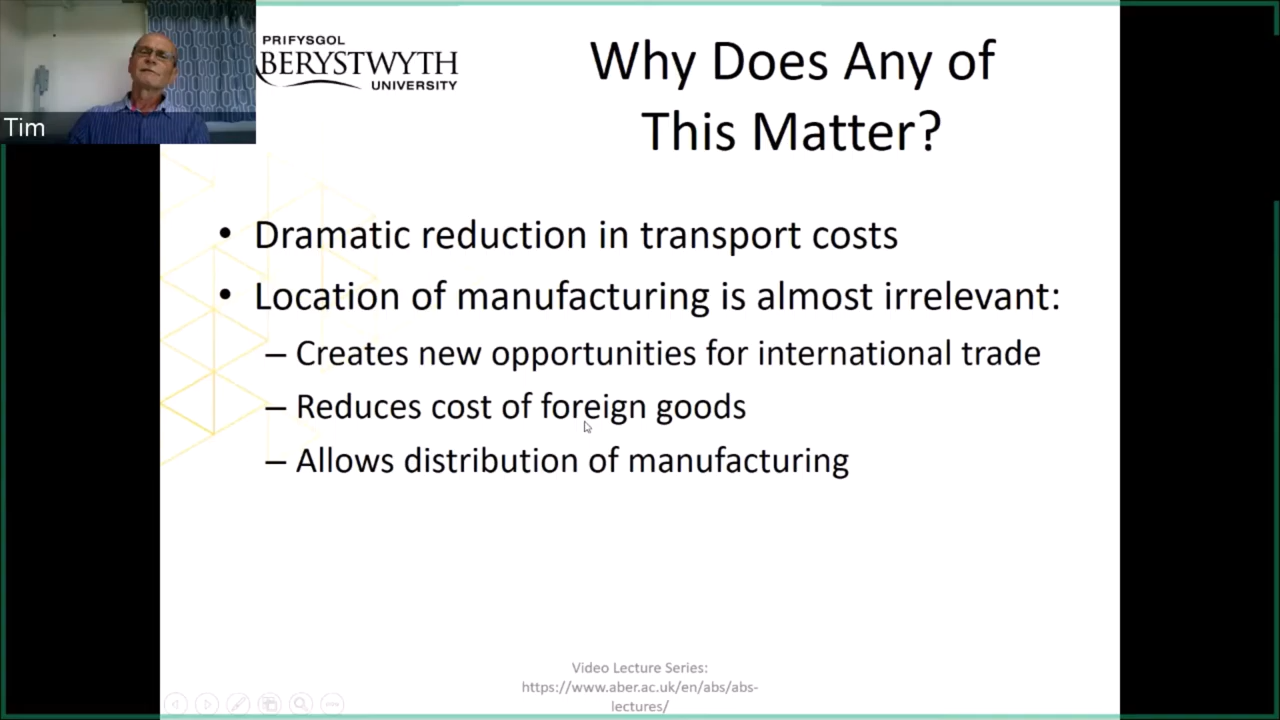 Tim
PRIFYSGOL
BERYSTWYTH
UNIVERSITY
Why Does Any of
This Matter?
• Dramatic reduction in transport costs
• Location of manufacturing is almost irrelevant:
– Creates new opportunities for international trade
– Reduces cost of foreign goods
– Allows distribution of manufacturing
Video Lecture Series:
https://www.aber.ac.uk/en/abs/abs-
lectures/